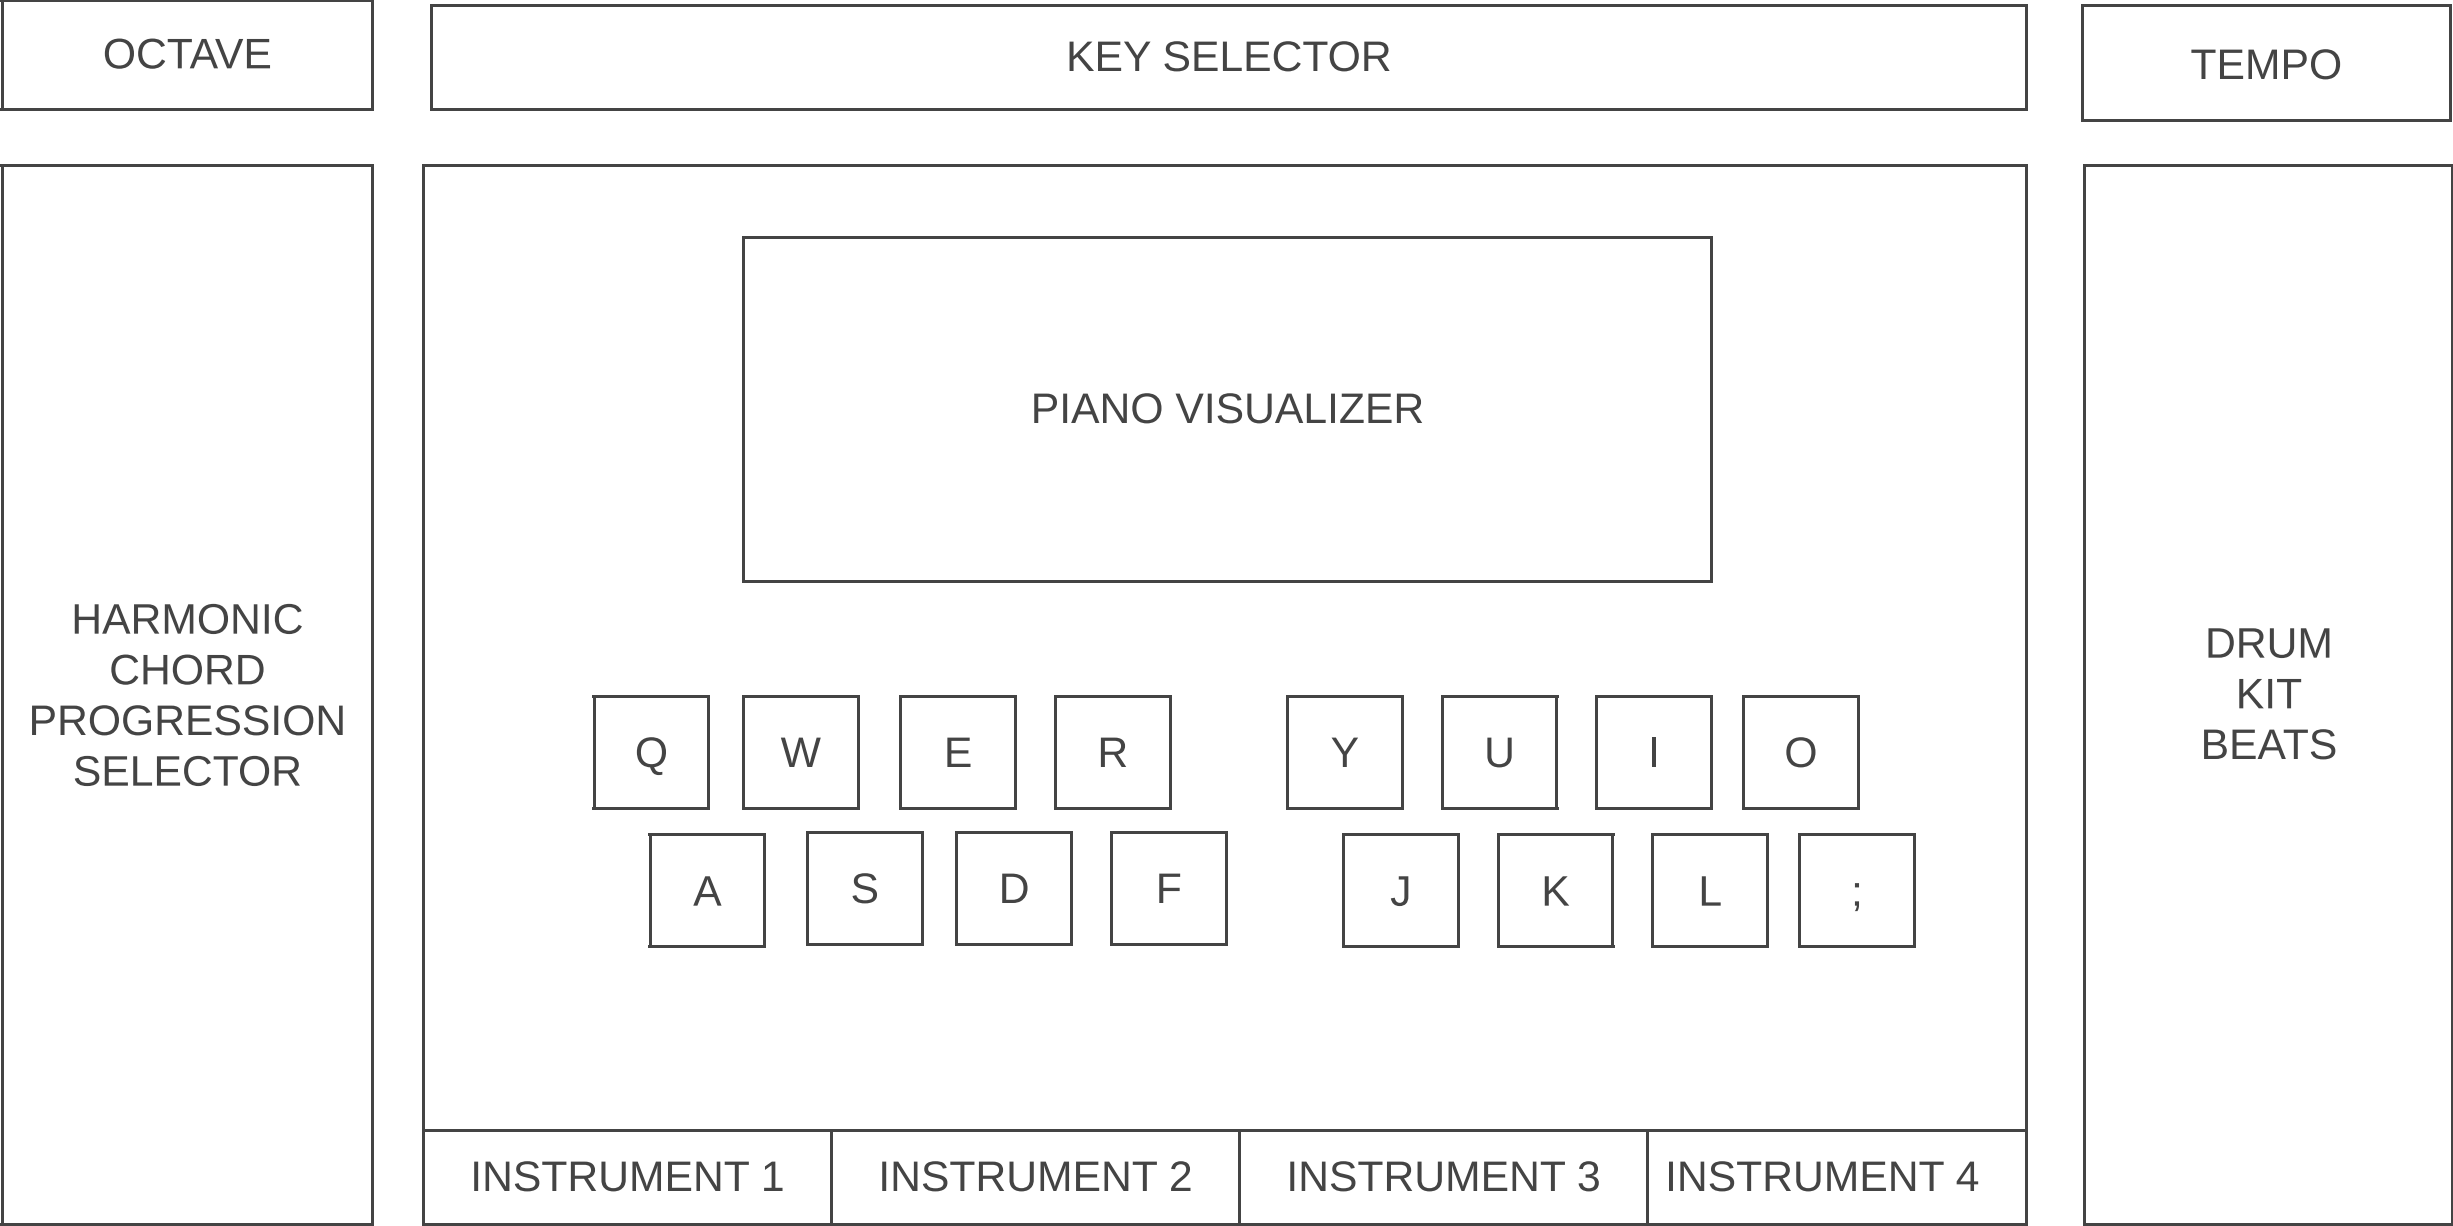 OCTAVE
KEY SELECTOR
TEMPO
HARMONIC
CHORD
PROGRESSION
SELECTOR
PIANO VISUALIZER
Q W E R Y U I O
A S D F J K L ;
INSTRUMENT 1
INSTRUMENT 2
INSTRUMENT 3
INSTRUMENT 4
DRUM
KIT
BEATS